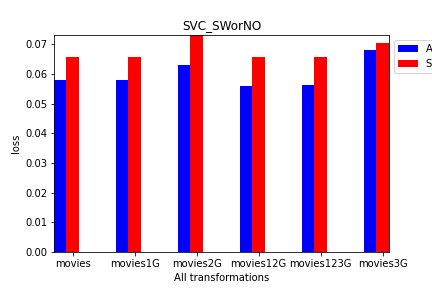 SVC_SWorNO
0.07
0.06
0.05
0.04
0.03
0.02
0.01
0.00
loss
A
S
movies movies1G movies2G movies12G movies123G movies3G
All transformations